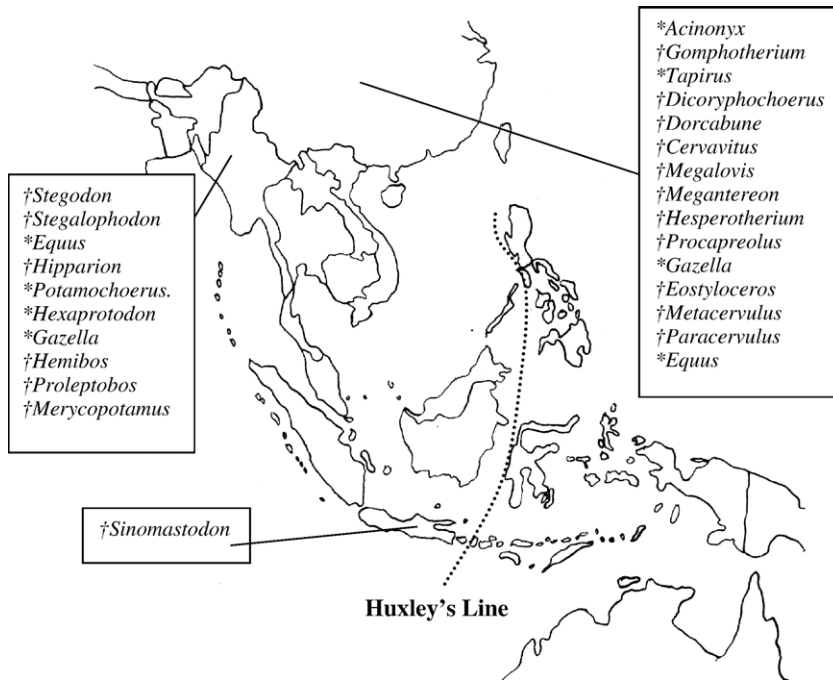 *Acinonyx
†Gomphotherium
*Tapirus
†Dicoryphochoerus
†Dorcabune
†Cervavitus
†Megalovis
†Megantereon
†Hesperotherium
†Procapreolus
*Gazella
†Eostyloceros
†Metacervulus
†Paracervulus
*Equus
†Stegodon
†Stegalophodon
*Equus
†Hipparion
*Potamochoerus.
*Hexaprotodon
*Gazella
†Hemibos
†Proleptobos
†Merycopotamus
†Sinomastodon
Huxley's Line